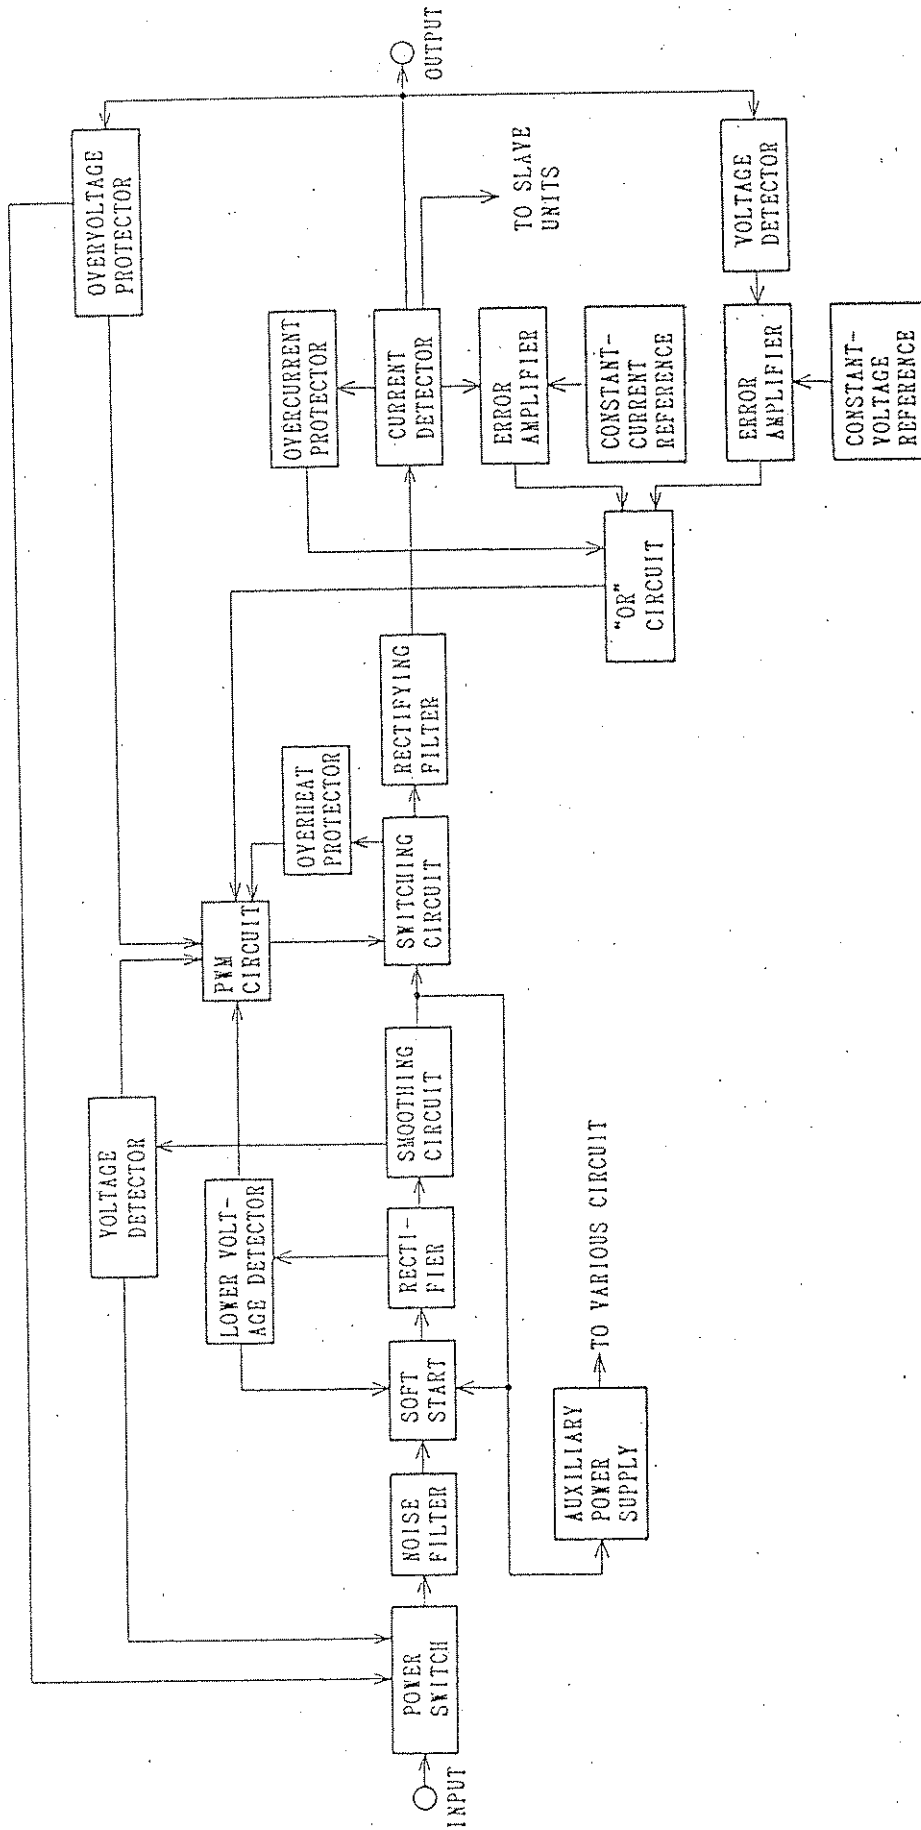 OVERVOLTAGE
PROTECTOR
VOLTAGE
DETECTOR
LOWER VOLT-
AGE DETECTOR
PWM
CIRCUIT
OVERHEAT
PROTECTOR
OVERCURRENT
PROTECTOR
INPUT
POWER
SWITCH
NOISE
FILTER
SOFT
START
RECTI-
FIER
SMOOTHING
CIRCUIT
SWITCHING
CIRCUIT
RECTIFYING
FILTER
CURRENT
DETECTOR
OUTPUT
ERROR
AMPLIFIER
TO SLAVE
UNITS
CONSTANT-
CURRENT
REFERENCE
"OR"
CIRCUIT
AUXILIARY
POWER
SUPPLY
TO VARIOUS CIRCUIT
ERROR
AMPLIFIER
VOLTAGE
DETECTOR
CONSTANT-
VOLTAGE
REFERENCE